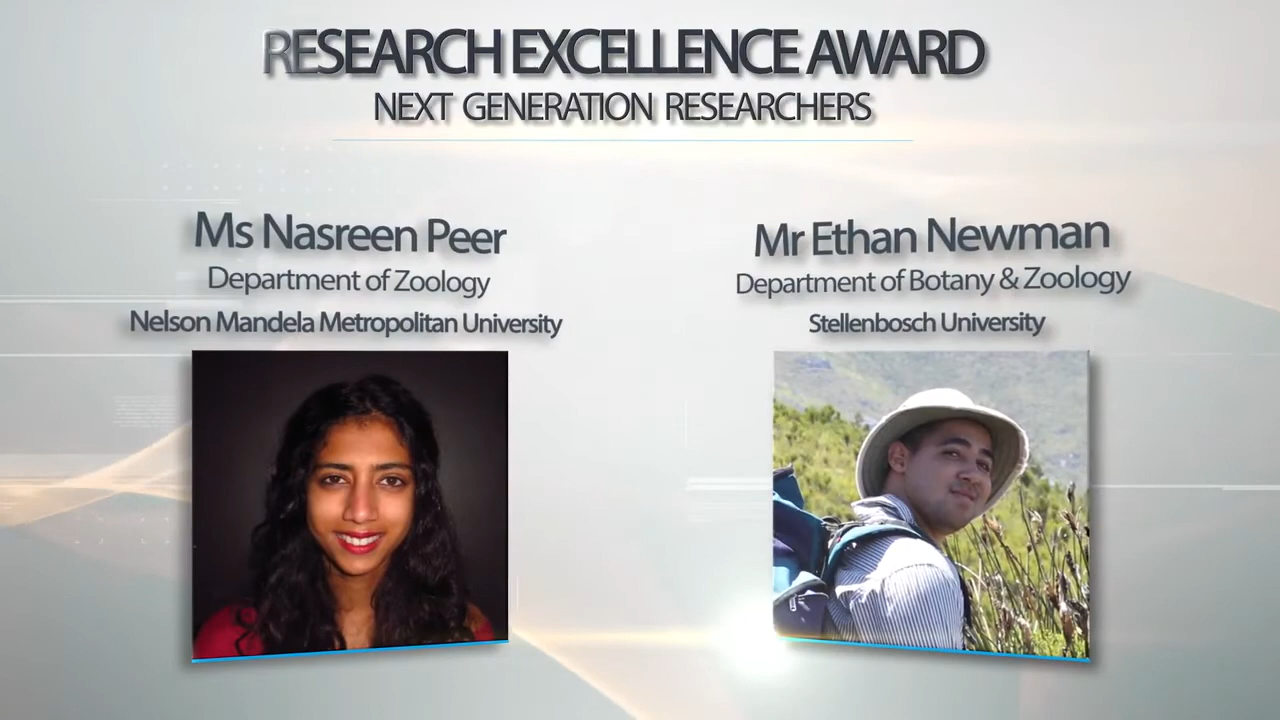 RESEARCH EXCELLENCE AWARD
NEXT GENERATION RESEARCHERS
Ms Nasreen Peer
Department of Zoology
Nelson Mandela Metropolitan University
Mr Ethan Newman
Department of Botany & Zoology
Stellenbosch University